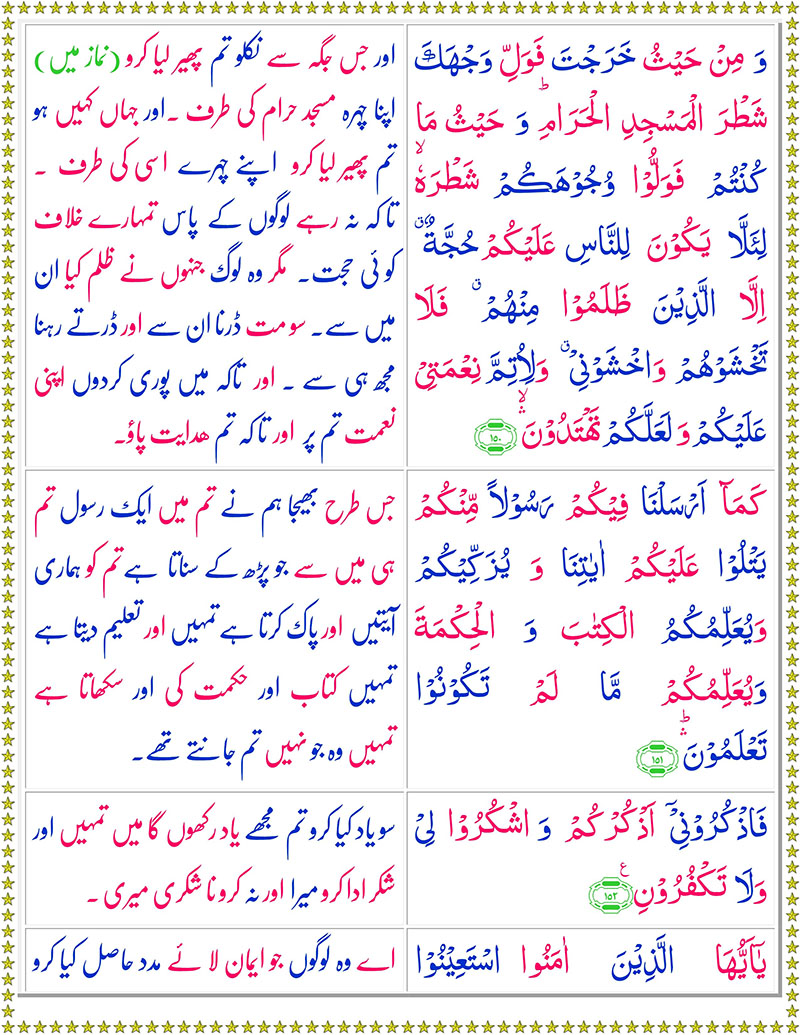 وَ مِنْ حَيْثُ خَرَجْتَ فَوَلِّ وَجْهَكَ
شَطْرَ الْمَسْجِدِ الْحَرَامِ ؕ وَ حَيْثُ مَا
كُنْتُمْ فَوَلُّوْا وُجُوْهَكُمْ شَطْرَهٗ ۙ
لِئَلَّا يَكُوْنَ لِلنَّاسِ عَلَيْكُمْ حُجَّةٌ ۗۙ
اِلَّا الَّذِيْنَ ظَلَمُوْا مِنْهُمْ ۗ فَلَا
تَخْشَوْهُمْ وَاخْشَوْنِيْ ۗ وَلِاُتِمَّ نِعْمَتِيْ
عَلَيْكُمْ وَ لَعَلَّكُمْ تَهْتَدُوْنَ ۙ ۛ ۱۵۰
اور جس جگہ سے نکلو تم پھیر لیا کرو (نماز میں)
اپنا چہرہ مسجد حرام کی طرف ۔ اور جہاں کہیں ہو
تم پھیر لیا کرو اپنے چہرے اسی کی طرف ۔
تاکہ نہ رہے لوگوں کے پاس تمہارے خلاف
کوئی حجت۔ مگر وہ لوگ جنہوں نے ظلم کیا ان
میں سے۔ سو مت ڈرنا ان سے اور ڈرتے رہنا
مجھ ہی سے ۔ اور تاکہ میں پوری کردوں اپنی
نعمت تم پر اور تاکہ تم ھدایت پاؤ۔
كَمَاۤ اَرْسَلْنَا فِيْكُمْ رَسُوْلًا مِّنْكُمْ
يَتْلُوْا عَلَيْكُمْ اٰيٰتِنَا وَ يُزَكِّيْكُمْ
وَيُعَلِّمُكُمُ الْكِتٰبَ وَ الْحِكْمَةَ
وَيُعَلِّمُكُمْ مَّا لَمْ تَكُوْنُوْا
تَعْلَمُوْنَ ؕ ۛ ۱۵۱
جس طرح بھیجا ہم نے تم میں ایک رسول تم
ہی میں سے جو پڑھ کے سناتا ہے تم کو ہماری
آیتیں اور پاک کرتا ہے تمہیں اور تعلیم دیتا ہے
تمہیں کتاب اور حکمت کی اور سکھاتا ہے
تمہیں وہ جو نہیں تم جانتے تھے۔
فَاذْكُرُوْنِيْۤ اَذْكُرْكُمْ وَ اشْكُرُوْا لِيْ
وَلَا تَكْفُرُوْنِ ۧ ۱۵۲
سو یاد کیا کرو تم مجھے یاد رکھوں گا میں تمہیں اور
شکر ادا کرو میرا اور نہ کرو ناشکری میری ۔
يٰۤاَيُّهَا الَّذِيْنَ اٰمَنُوا اسْتَعِيْنُوْا
اے وہ لوگوں جو ایمان لائے مدد حاصل کیا کرو